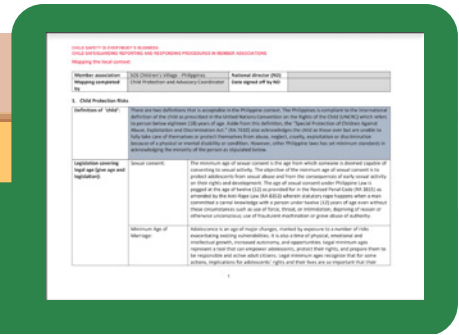 CHILD SAFETY IS EVERYBODY'S BUSINESS:
CHILD SAFEGUARDING REPORTING AND RESPONDING PROCEDURES IN MEMBER ASSOCIATIONS
Mapping the local context
Member association SOS Children's Village - Philippines National director (ND)
Mapping completed Child Protection and Advocacy Coordinator Date signed off by ND
by
1. Child Protection Risks
Definition of 'child': There are two definitions that is acceptable in the Philippine context. The Philippines is compliant to the international
definition of the child as prescribed in the United Nations Convention on the Rights of the Child (UNCRC) which refers
to person below eighteen (18) years of age. Aside from this definition, the "Special Protection of Children Against
Abuse, Exploitation and Discrimination Act." (RA 7610) also acknowledges the child as those over but are unable to
fully take care of themselves or protect themselves from abuse, neglect, cruelty, exploitation or discrimination
because of a physical or mental disability or condition. However, other Philippine laws has set minimum standards in
acknowledging the minority of the person as stipulated below.
Legislation covering Sexual consent: The minimum age of sexual consent is the age from which someone is deemed capable of
legal age (give age and consenting to sexual activity. The objective of the minimum age of sexual consent is to
legislation): protect adolescents from sexual abuse and from the consequences of early sexual activity
on their rights and development. The age of sexual consent under Philippine Law is
pegged at the age of twelve (12) as provided for in the Revised Penal Code (RA 3815) as
amended by the Anti-Rape Law (RA 8353) wherein statutory rape happens when a man
committed a carnal knowledge with a person under twelve (12) years of age even without
those circumstances such as use of force, threat, or intimidation; depriving of reason or
otherwise unconscious; use of fraudulent machination or grave abuse of authority.
Minimum Age of Adolescence is an age of major changes, marked by exposure to a number of risks
Marriage: exacerbating existing vulnerabilities. It is also a time of physical, emotional and
intellectual growth, increased autonomy, and opportunities. Legal minimum ages
represent a tool that can empower adolescents, protect their rights, and prepare them to
be responsible and active adult citizens. Legal minimum ages recognize that for some
actions, implications for adolescents' rights and their lives are so important that their
1